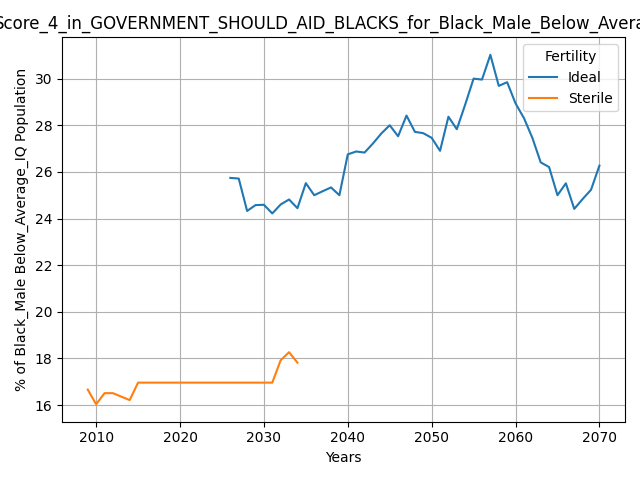 Score_4_in_GOVERNMENT_SHOULD_AID_BLACKS_for_Black_Male_Below_Avera
Fertility
Ideal
Sterile
% of Black_Male Below_Average_IQ Population
30
28
26
24
22
20
18
16
2010 2020 2030 2040 2050 2060 2070
Years